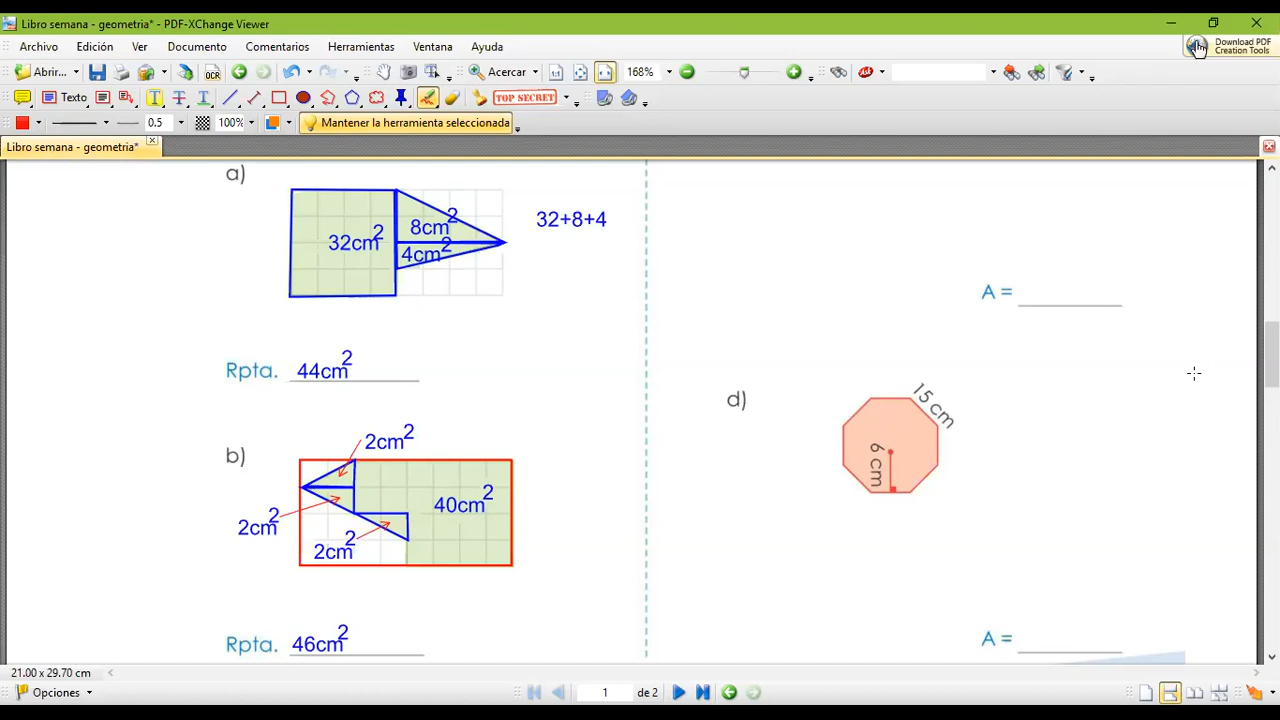 Libro semana - geometria* - PDF-XChange Viewer
Archivo Edición Ver Documento Comentarios Herramientas Ventana Ayuda
Download PDF
Creation Tools
Abrir... OCR Acercar 168%
Texto TOP SECRET
0.5 100% Mantener la herramienta seleccionada
Libro semana - geometria*
a)
32cm2
8cm2
4cm2
32+8+4
Rpta. 44cm2
b)
2cm2
2cm2
2cm2
40cm2
Rpta. 46cm2
A =
d)
15 cm
6 cm
A =
21.00 x 29.70 cm
Opciones 1 de 2